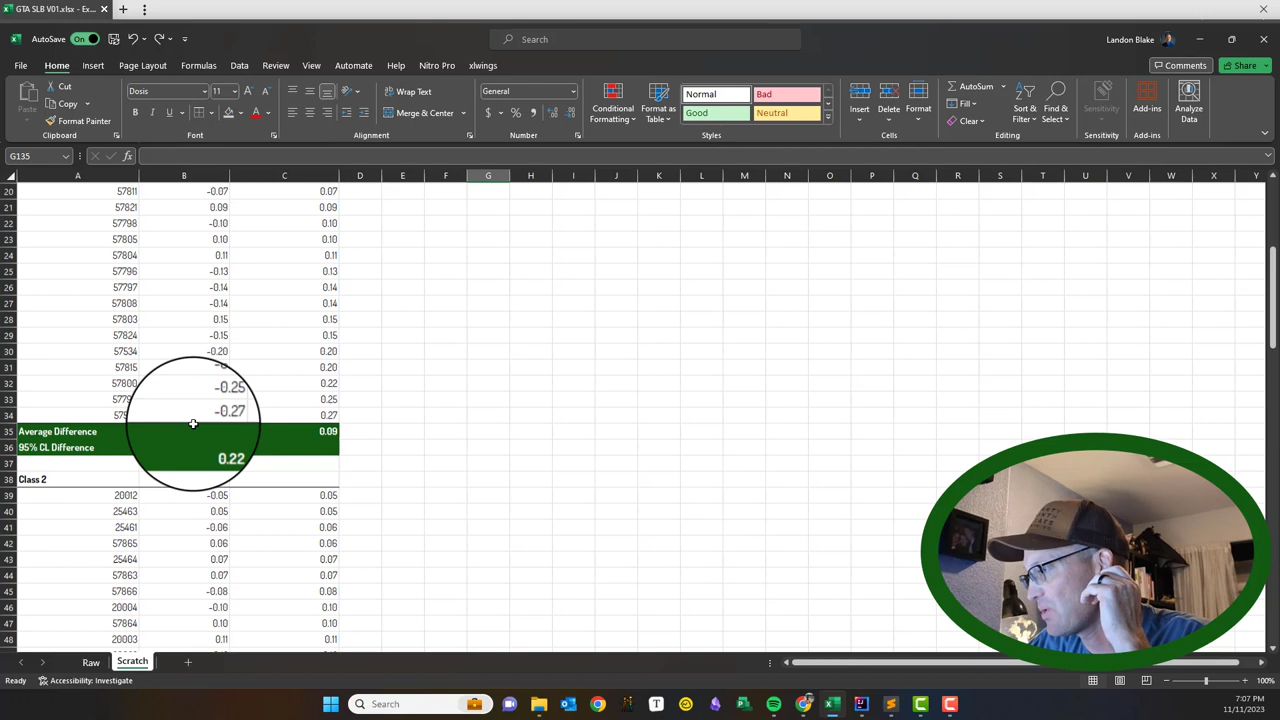 GTA SLB V01.xlsx - Ex...
AutoSave On
Search
Landon Blake
File Home Insert Page Layout Formulas Data Review View Automate Help Nitro Pro xlwings
Comments Share
Paste
Cut
Copy
Format Painter
Clipboard
Dosis 11
B I U
Font
Wrap Text
Merge & Center
Alignment
General
$ %
Number
Conditional Formatting
Format as Table
Normal Bad
Good Neutral
Styles
Insert Delete Format
Cells
AutoSum
Fill
Clear
Sort & Filter
Find & Select
Editing
Sensitivity
Sensitivity
Add-ins
Add-ins
Analyze Data
G135 fx
A B C D E F G H I J K L M N O P Q R S T U V W X Y
20 57811 -0.07 0.07
21 57821 0.09 0.09
22 57798 -0.10 0.10
23 57805 0.10 0.10
24 57804 0.11 0.11
25 57796 -0.13 0.13
26 57797 -0.14 0.14
27 57808 -0.14 0.14
28 57803 0.15 0.15
29 57824 -0.15 0.15
30 57534 -0.20 0.20
31 57815 0.20
32 57800 -0.25 0.22
33 0.25
34 -0.27 0.27
35 Average Difference 0.09
36 95% CL Difference 0.22
37
38 Class 2
39 20012 -0.05 0.05
40 25463 0.05 0.05
41 25461 -0.06 0.06
42 57865 0.06 0.06
43 25464 0.07 0.07
44 57863 0.07 0.07
45 57866 -0.08 0.08
46 20004 -0.10 0.10
47 57864 0.10 0.10
48 20003 0.11 0.11
Raw Scratch
Ready Accessibility: Investigate 100%
Search
7:07 PM
11/11/2023